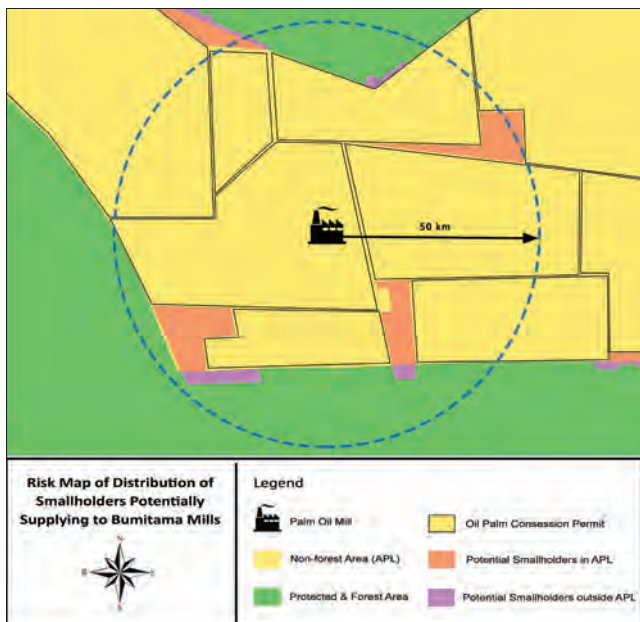 50 km
Risk Map of Distribution of
Smallholders Potentially
Supplying to Bumitama Mills
N
B
E
S
Legend
Palm Oil Mill
Oil Palm Consession Permit
Non-forest Area (APL)
Potential Smallholders in APL
Protected & Forest Area
Potential Smallholders outside APL